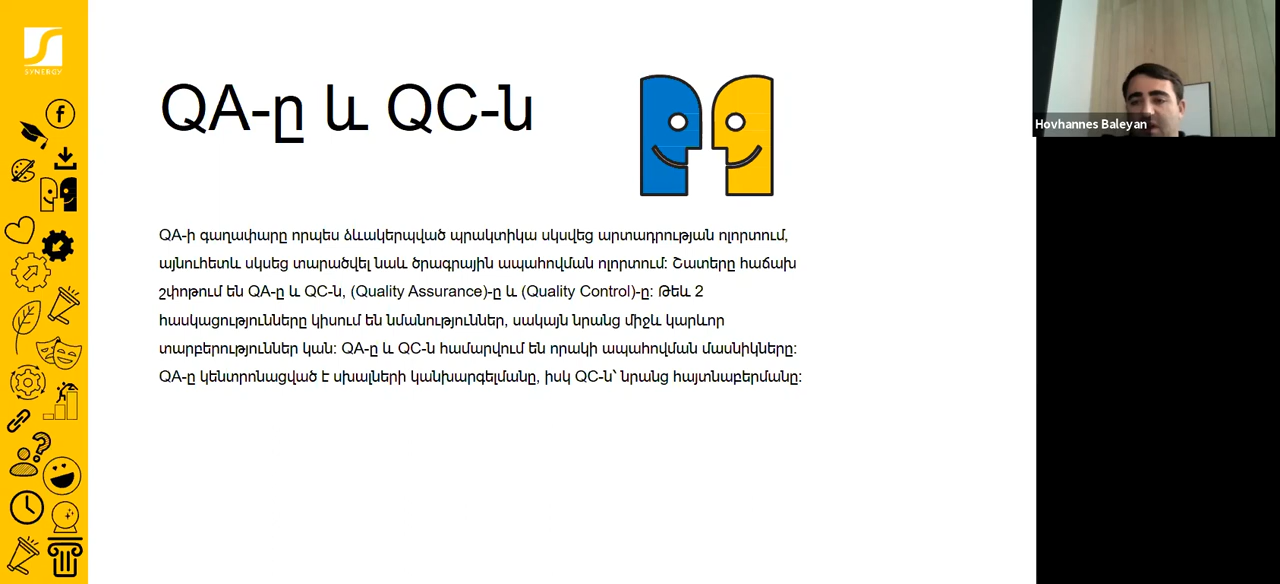 SYNERGY
QA-ը և QC-ն
QA-ի գաղափարը որպես ձևակերպված պրակտիկա սկսվեց արտադրության ոլորտում,
այնուհետև սկսեց տարածվել նաև ծրագրային ապահովման ոլորտում: Շատերը հաճախ
շփոթում են QA-ը և QC-ն, (Quality Assurance)-ը և (Quality Control)-ը: Թեև 2
հասկացությունները կիսում են նմանություններ, սակայն նրանց միջև կարևոր
տարբերություններ կան: QA-ը և QC-ն համարվում են որակի ապահովման մասնիկները:
QA-ը կենտրոնացված է սխալների կանխարգելմանը, իսկ QC-ն՝ նրանց հայտնաբերմանը:
Hovhannes Baleyan